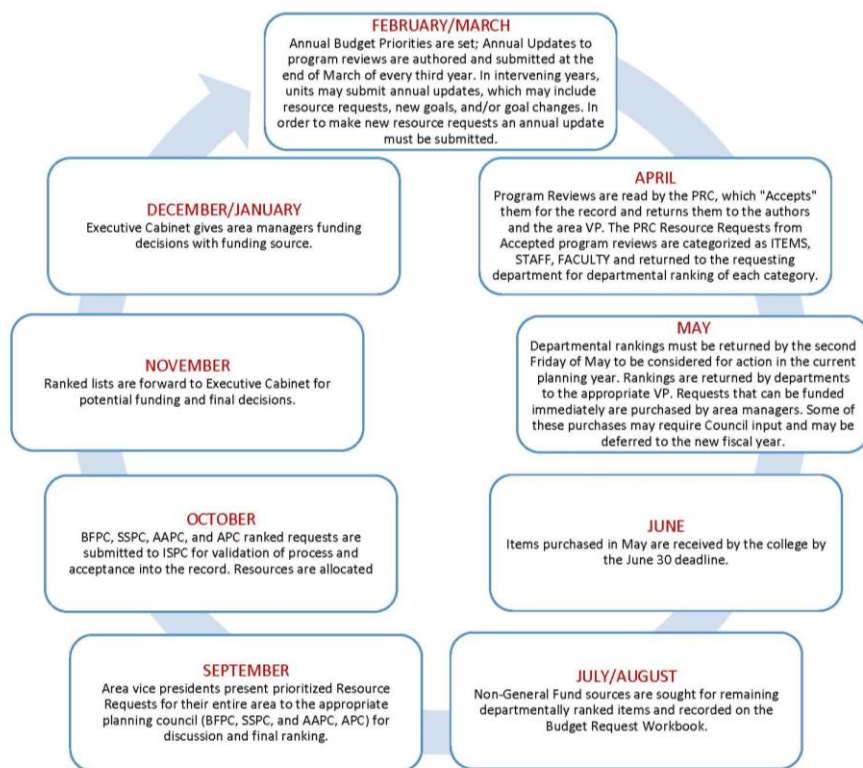 FEBRUARY/MARCH
Annual Budget Priorities are set; Annual Updates to
program reviews are authored and submitted at the
end of March of every third year. In intervening years,
units may submit annual updates, which may include
resource requests, new goals, and/or goal changes. In
order to make new resource requests an annual update
must be submitted.
APRIL
Program Reviews are read by the PRC, which "Accepts"
them for the record and returns them to the authors
and the area VP. The PRC Resource Requests from
Accepted program reviews are categorized as ITEMS,
STAFF, FACULTY and returned to the requesting
department for departmental ranking of each category.
MAY
Departmental rankings must be returned by the second
Friday of May to be considered for action in the current
planning year. Rankings are returned by departments
to the appropriate VP. Requests that can be funded
immediately are purchased by area managers. Some of
these purchases may require Council input and may be
deferred to the new fiscal year.
JUNE
Items purchased in May are received by the college by
the June 30 deadline.
JULY/AUGUST
Non-General Fund sources are sought for remaining
departmentally ranked items and recorded on the
Budget Request Workbook.
SEPTEMBER
Area vice presidents present prioritized Resource
Requests for their entire area to the appropriate
planning council (BFPC, SSPC, and AAPC, APC) for
discussion and final ranking.
OCTOBER
BFPC, SSPC, AAPC, and APC ranked requests are
submitted to ISPC for validation of process and
acceptance into the record. Resources are allocated
NOVEMBER
Ranked lists are forward to Executive Cabinet for
potential funding and final decisions.
DECEMBER/JANUARY
Executive Cabinet gives area managers funding
decisions with funding source.